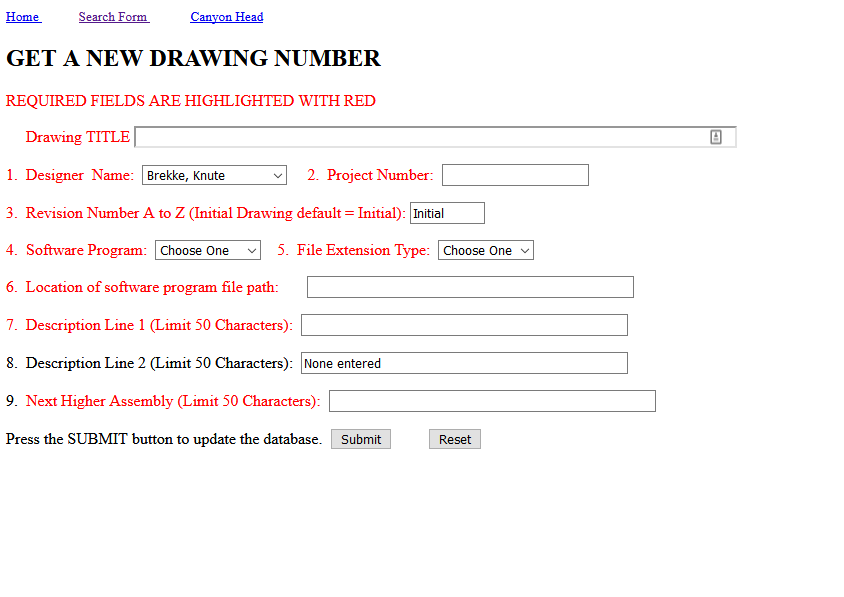 Home Search Form Canyon Head
GET A NEW DRAWING NUMBER
REQUIRED FIELDS ARE HIGHLIGHTED WITH RED
Drawing TITLE
1. Designer Name: Brekke, Knute 2. Project Number:
3. Revision Number A to Z (Initial Drawing default = Initial): Initial
4. Software Program: Choose One 5. File Extension Type: Choose One
6. Location of software program file path:
7. Description Line 1 (Limit 50 Characters):
8. Description Line 2 (Limit 50 Characters): None entered
9. Next Higher Assembly (Limit 50 Characters):
Press the SUBMIT button to update the database. Submit Reset